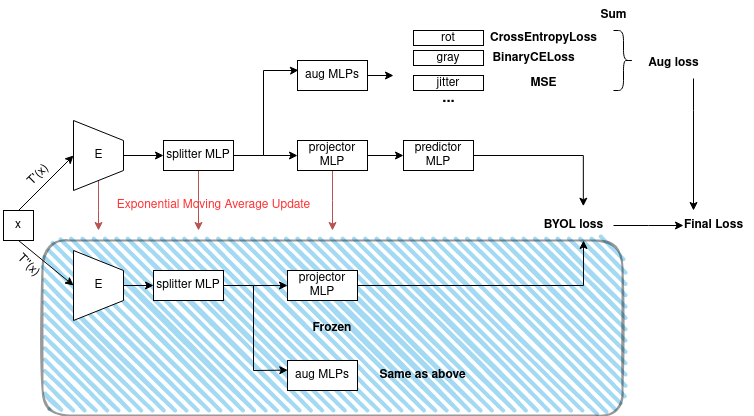 Sum
rot CrossEntropyLoss
gray BinaryCELoss
jitter MSE
...
aug MLPs
Aug loss
T'(x)
E
splitter MLP
projector
MLP
predictor
MLP
Exponential Moving Average Update
x
BYOL loss
Final Loss
T''(x)
E
splitter MLP
projector
MLP
Frozen
aug MLPs
Same as above